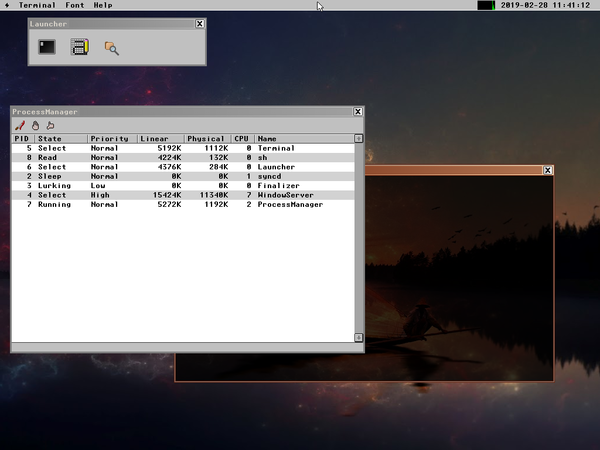 Terminal Font Help 2019-02-28 11:41:12
Launcher
ProcessManager
PID State Priority Linear Physical CPU Name
5 Select Normal 5192K 1112K 0 Terminal
8 Read Normal 4224K 132K 0 sh
6 Select Normal 4376K 284K 0 Launcher
2 Sleep Normal 0K 0K 1 syncd
3 Lurking Low 0K 0K 0 Finalizer
4 Select High 15424K 11340K 7 WindowServer
7 Running Normal 5272K 1192K 2 ProcessManager